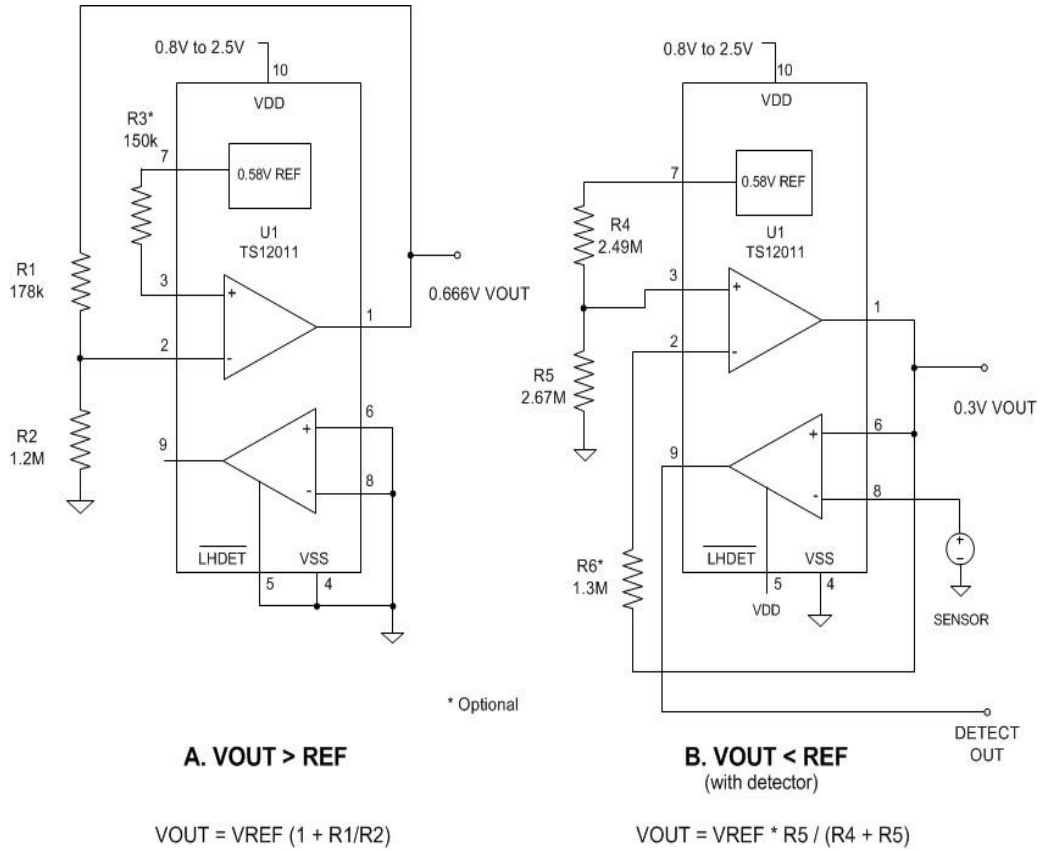 0.8V to 2.5V
10
VDD
R3*
150k
7
0.58V REF
U1
TS12011
R1
178k
3
+
0.666V VOUT
1
2
-
R2
1.2M
9
6
+
8
-
LHDET
VSS
5
4
A. VOUT > REF
VOUT = VREF (1 + R1/R2)
0.8V to 2.5V
10
VDD
7
0.58V REF
R4
2.49M
U1
TS12011
3
+
1
2
-
R5
2.67M
0.3V VOUT
9
6
+
8
-
+
-
LHDET
VSS
R6*
1.3M
5
4
VDD
SENSOR
* Optional
DETECT
OUT
B. VOUT < REF
(with detector)
VOUT = VREF * R5 / (R4 + R5)